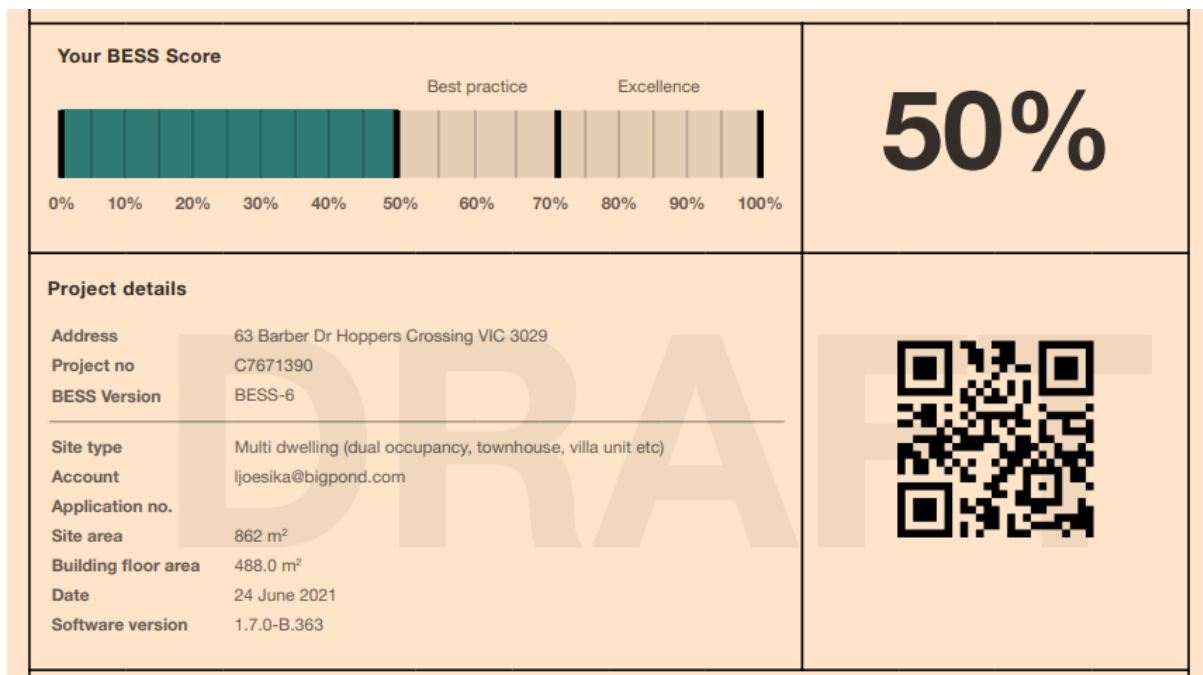 Your BESS Score
Best practice Excellence
50%
0% 10% 20% 30% 40% 50% 60% 70% 80% 90% 100%
Project details
DRAFT
Address 63 Barber Dr Hoppers Crossing VIC 3029
Project no C7671390
BESS Version BESS-6
Site type Multi dwelling (dual occupancy, townhouse, villa unit etc)
Account ljoesika@bigpond.com
Application no.
Site area 862 m²
Building floor area 488.0 m²
Date 24 June 2021
Software version 1.7.0-B.363